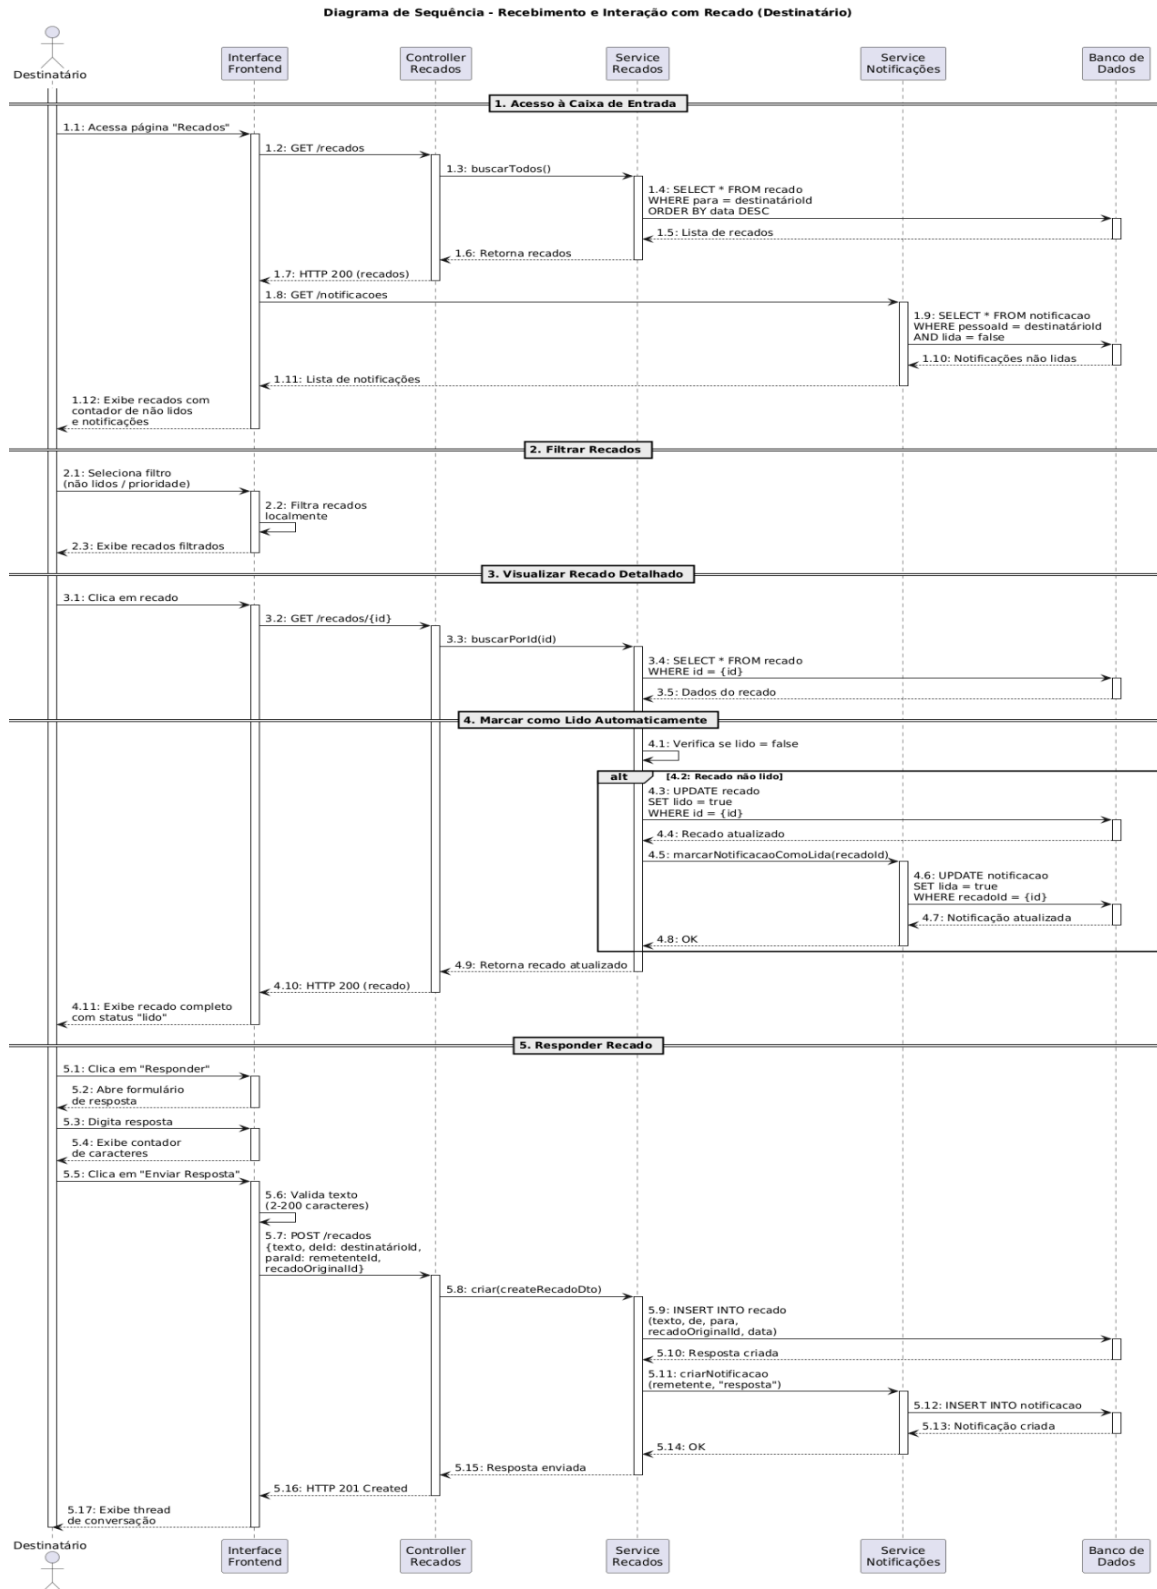 Diagrama de Sequência - Recebimento e Interação com Recado (Destinatário)
Destinatário
Interface
Frontend
Controller
Recados
Service
Recados
Service
Notificações
Banco de
Dados
1. Acesso à Caixa de Entrada
1.1: Acessa página "Recados"
1.2: GET /recados
1.3: buscarTodos()
1.4: SELECT * FROM recado
WHERE para = destinatárioId
ORDER BY data DESC
1.5: Lista de recados
1.6: Retorna recados
1.7: HTTP 200 (recados)
1.8: GET /notificacoes
1.9: SELECT * FROM notificacao
WHERE pessoaId = destinatárioId
AND lida = false
1.10: Notificações não lidas
1.11: Lista de notificações
1.12: Exibe recados com
contador de não lidos
e notificações
2. Filtrar Recados
2.1: Seleciona filtro
(não lidos / prioridade)
2.2: Filtra recados
localmente
2.3: Exibe recados filtrados
3. Visualizar Recado Detalhado
3.1: Clica em recado
3.2: GET /recados/{id}
3.3: buscarPorId(id)
3.4: SELECT * FROM recado
WHERE id = {id}
3.5: Dados do recado
4. Marcar como Lido Automaticamente
4.1: Verifica se lido = false
alt [4.2: Recado não lido]
4.3: UPDATE recado
SET lido = true
WHERE id = {id}
4.4: Recado atualizado
4.5: marcarNotificacaoComoLida(recadoId)
4.6: UPDATE notificacao
SET lida = true
WHERE recadoId = {id}
4.7: Notificação atualizada
4.8: OK
4.9: Retorna recado atualizado
4.10: HTTP 200 (recado)
4.11: Exibe recado completo
com status "lido"
5. Responder Recado
5.1: Clica em "Responder"
5.2: Abre formulário
de resposta
5.3: Digita resposta
5.4: Exibe contador
de caracteres
5.5: Clica em "Enviar Resposta"
5.6: Valida texto
(2-200 caracteres)
5.7: POST /recados
{texto, deId: destinatárioId,
paraId: remetenteId,
recadoOriginalId}
5.8: criar(createRecadoDto)
5.9: INSERT INTO recado
(texto, de, para,
recadoOriginalId, data)
5.10: Resposta criada
5.11: criarNotificacao
(remetente, "resposta")
5.12: INSERT INTO notificacao
5.13: Notificação criada
5.14: OK
5.15: Resposta enviada
5.16: HTTP 201 Created
5.17: Exibe thread
de conversação
Destinatário
Interface
Frontend
Controller
Recados
Service
Recados
Service
Notificações
Banco de
Dados